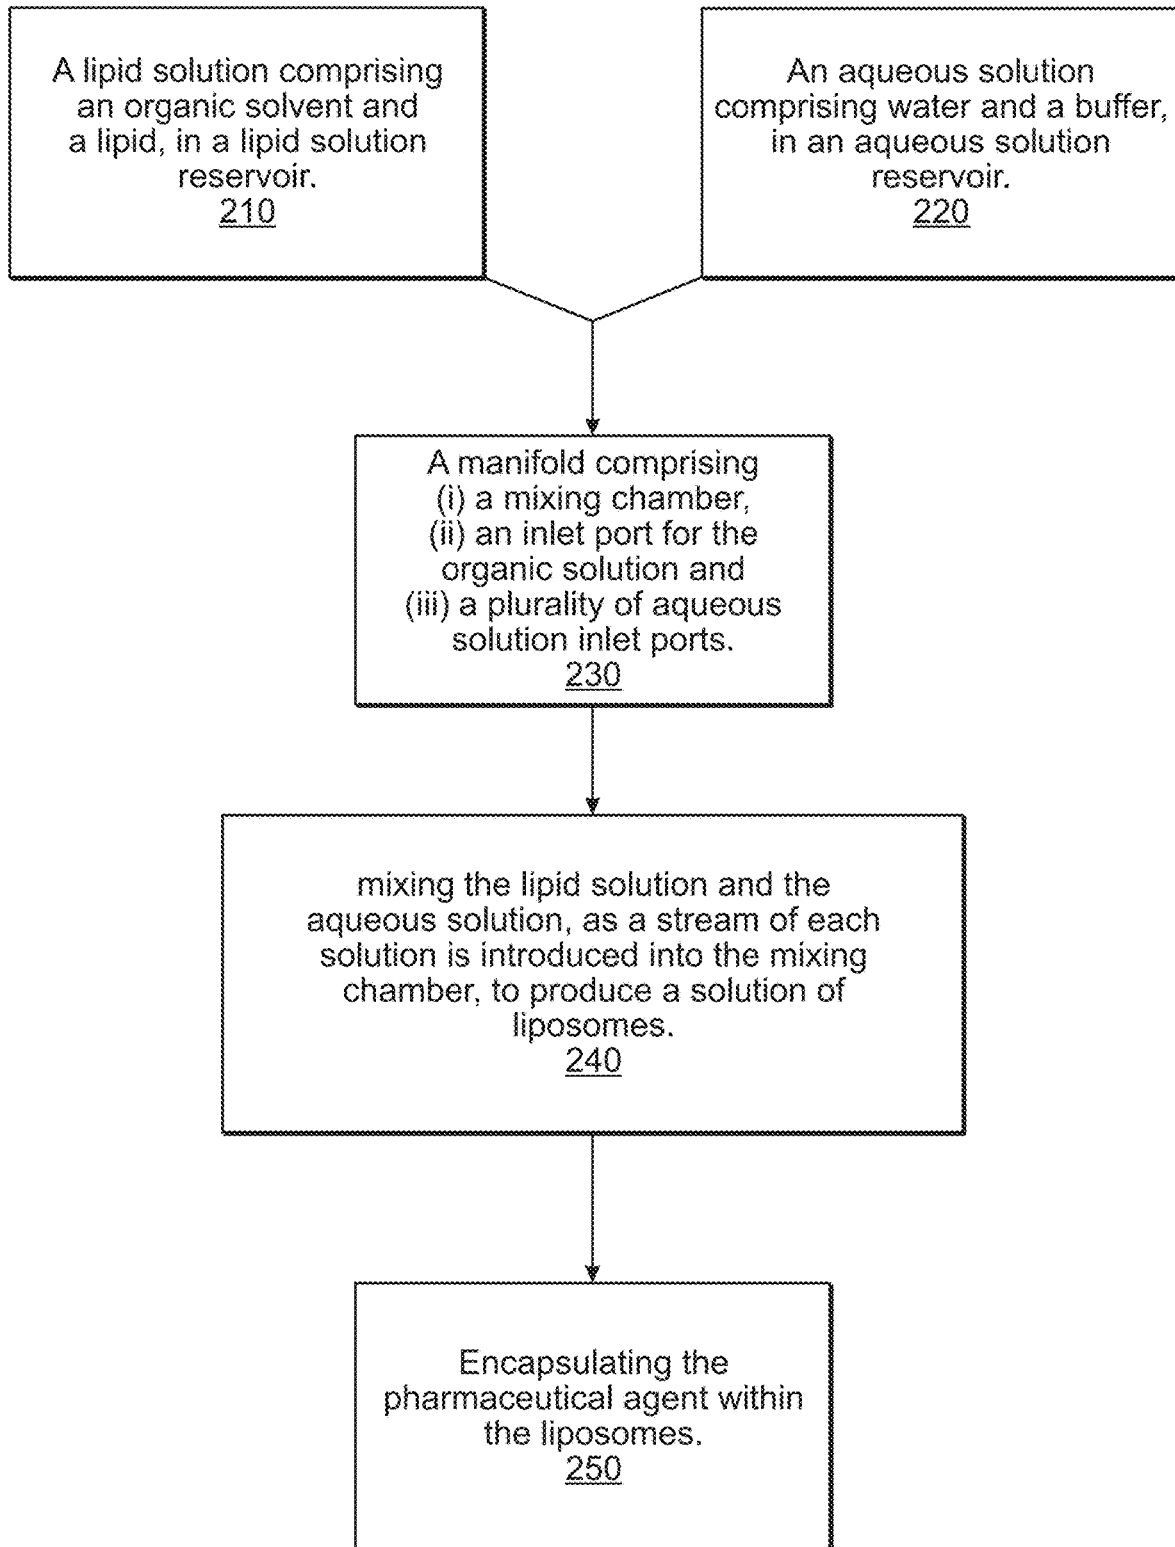 A lipid solution comprising
an organic solvent and
a lipid, in a lipid solution
reservoir.
210
An aqueous solution
comprising water and a buffer,
in an aqueous solution
reservoir.
220
A manifold comprising
(i) a mixing chamber,
(ii) an inlet port for the
organic solution and
(iii) a plurality of aqueous
solution inlet ports.
230
mixing the lipid solution and the
aqueous solution, as a stream of each
solution is introduced into the mixing
chamber, to produce a solution of
liposomes.
240
Encapsulating the
pharmaceutical agent within
the liposomes.
250